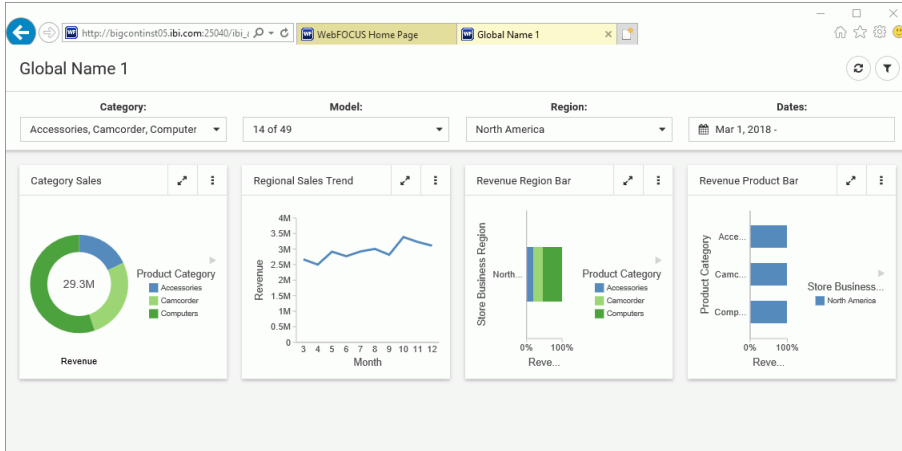 http://bigcontinst05.ibi.com:25040/ibi_
WebFOCUS Home Page
Global Name 1
Global Name 1
Category:
Model:
Region:
Dates:
Accessories, Camcorder, Computer
14 of 49
North America
Mar 1, 2018 -
Category Sales
29.3M
Product Category
Accessories
Camcorder
Computers
Revenue
Regional Sales Trend
Revenue
4M
3.5M
3M
2.5M
2M
1.5M
1M
0.5M
0
3 4 5 6 7 8 9 10 11 12
Month
Revenue Region Bar
Store Business Region
North...
Product Category
Accessories
Camcorder
Computers
0% 100%
Reve...
Revenue Product Bar
Product Category
Acce...
Camc...
Comp...
Store Business...
North America
0% 100%
Reve...